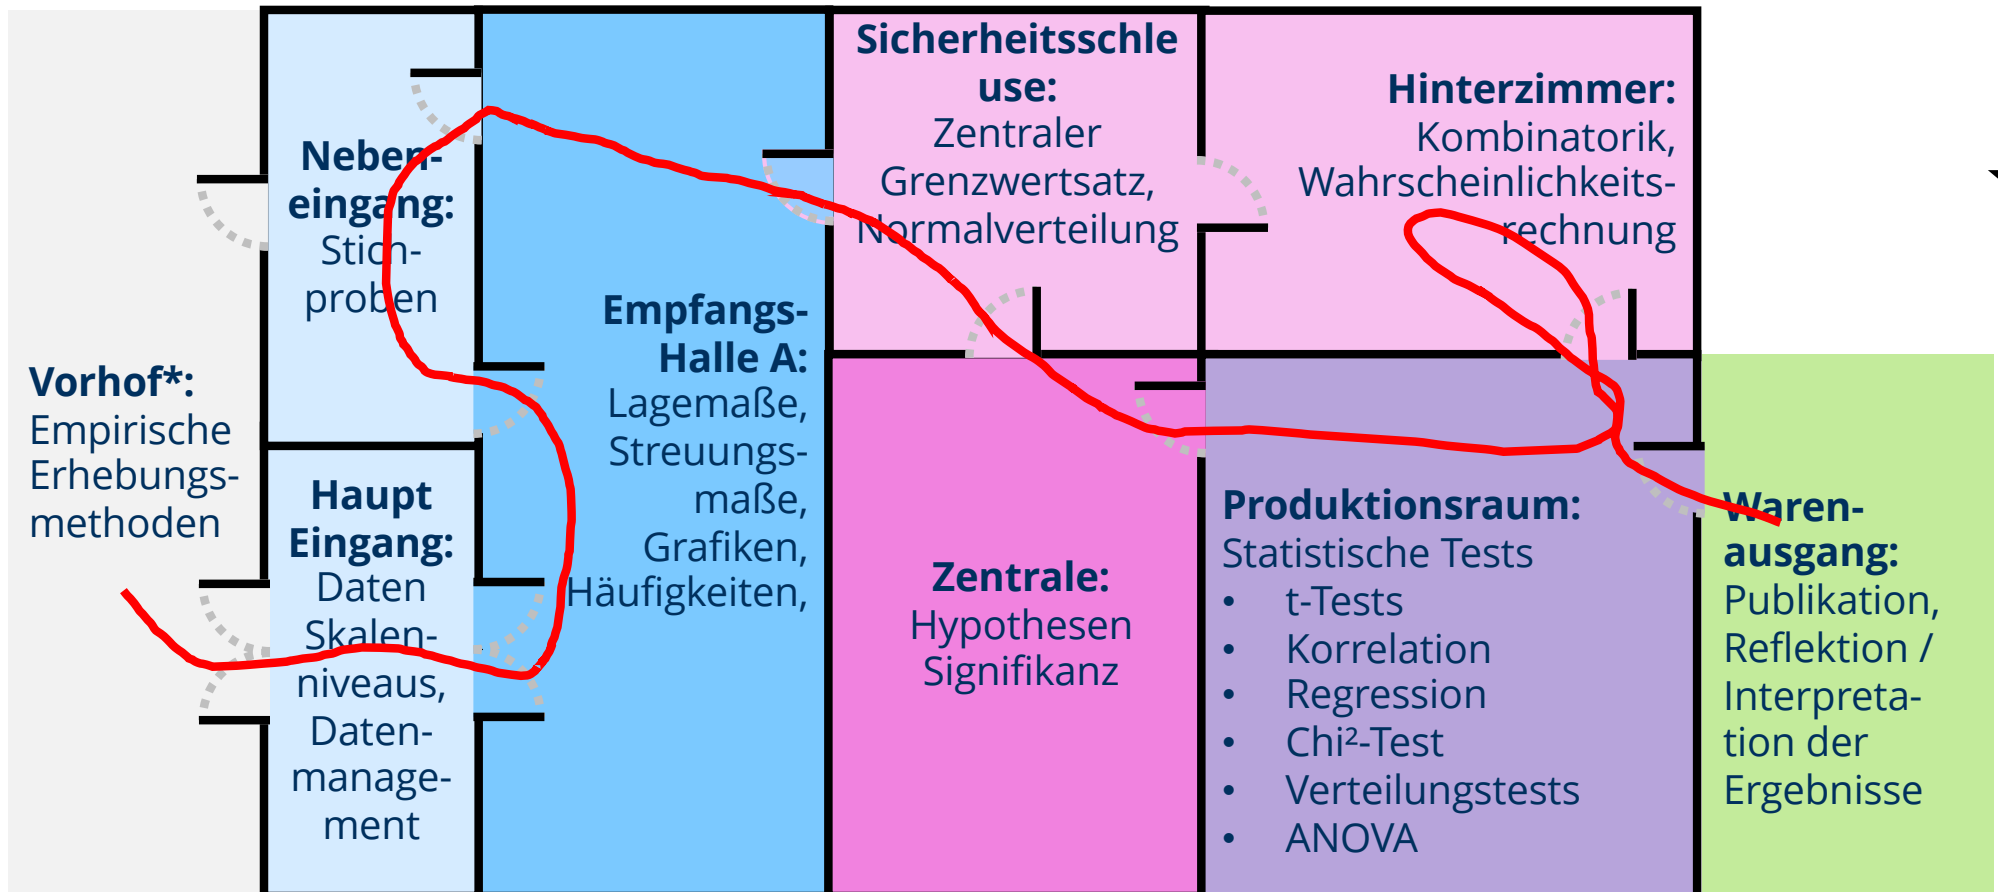 Vorhof*:
Empirische
Erhebungs-
methoden
Neben-
eingang:
Stich-
proben
Haupt
Eingang:
Daten
Skalen-
niveaus,
Daten-
manage-
ment
Empfangs-
Halle A:
Lagemaße,
Streuungs-
maße,
Grafiken,
Häufigkeiten,
Sicherheitsschle
use:
Zentraler
Grenzwertsatz,
Normalverteilung
Hinterzimmer:
Kombinatorik,
Wahrscheinlichkeits-
rechnung
Zentrale:
Hypothesen
Signifikanz
Produktionsraum:
Statistische Tests
• t-Tests
• Korrelation
• Regression
• Chi²-Test
• Verteilungstests
• ANOVA
Waren-
ausgang:
Publikation,
Reflektion /
Interpreta-
tion der
Ergebnisse